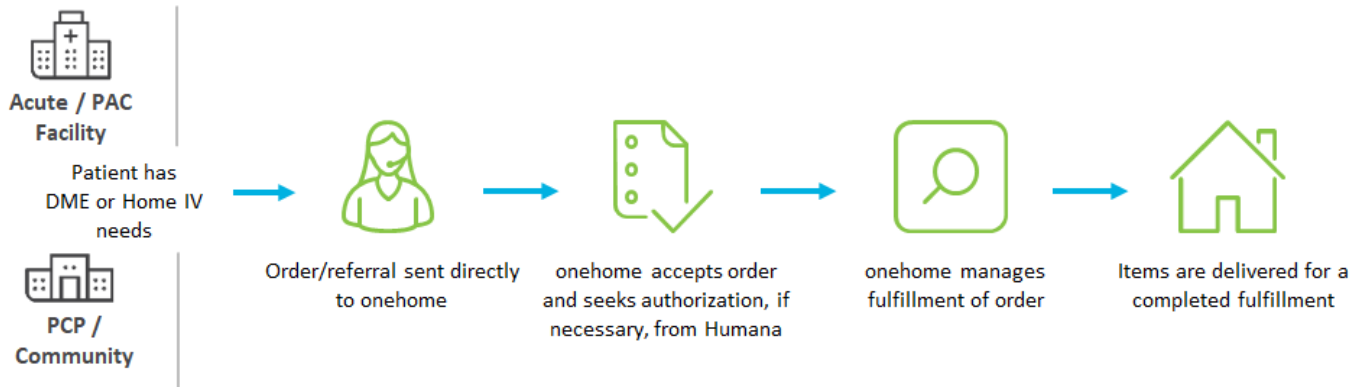 Acute / PAC
Facility
Patient has
DME or Home IV
needs
PCP /
Community
Order/referral sent directly
to onehome
onehome accepts order
and seeks authorization, if
necessary, from Humana
onehome manages
fulfillment of order
Items are delivered for a
completed fulfillment